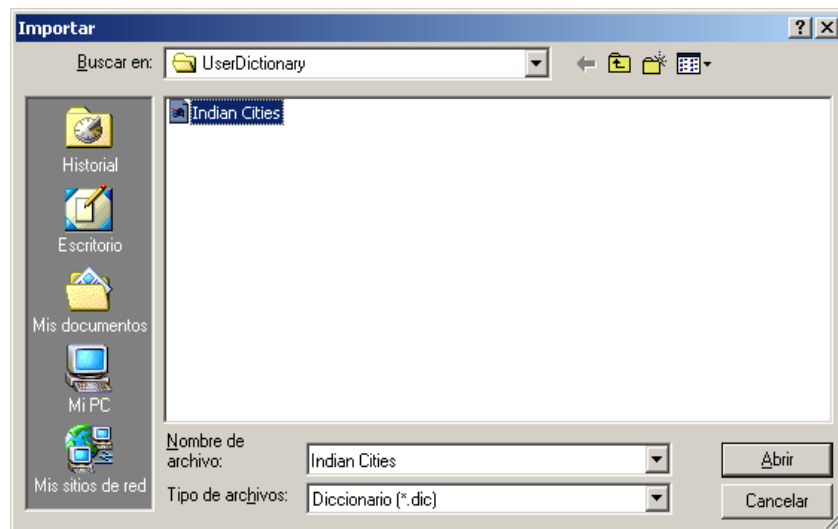 Importar
Buscar en: UserDictionary
Indian Cities
Historial
Escritorio
Mis documentos
Mi PC
Mis sitios de red
Nombre de
archivo: Indian Cities Abrir
Tipo de archivos: Diccionario (*.dic) Cancelar